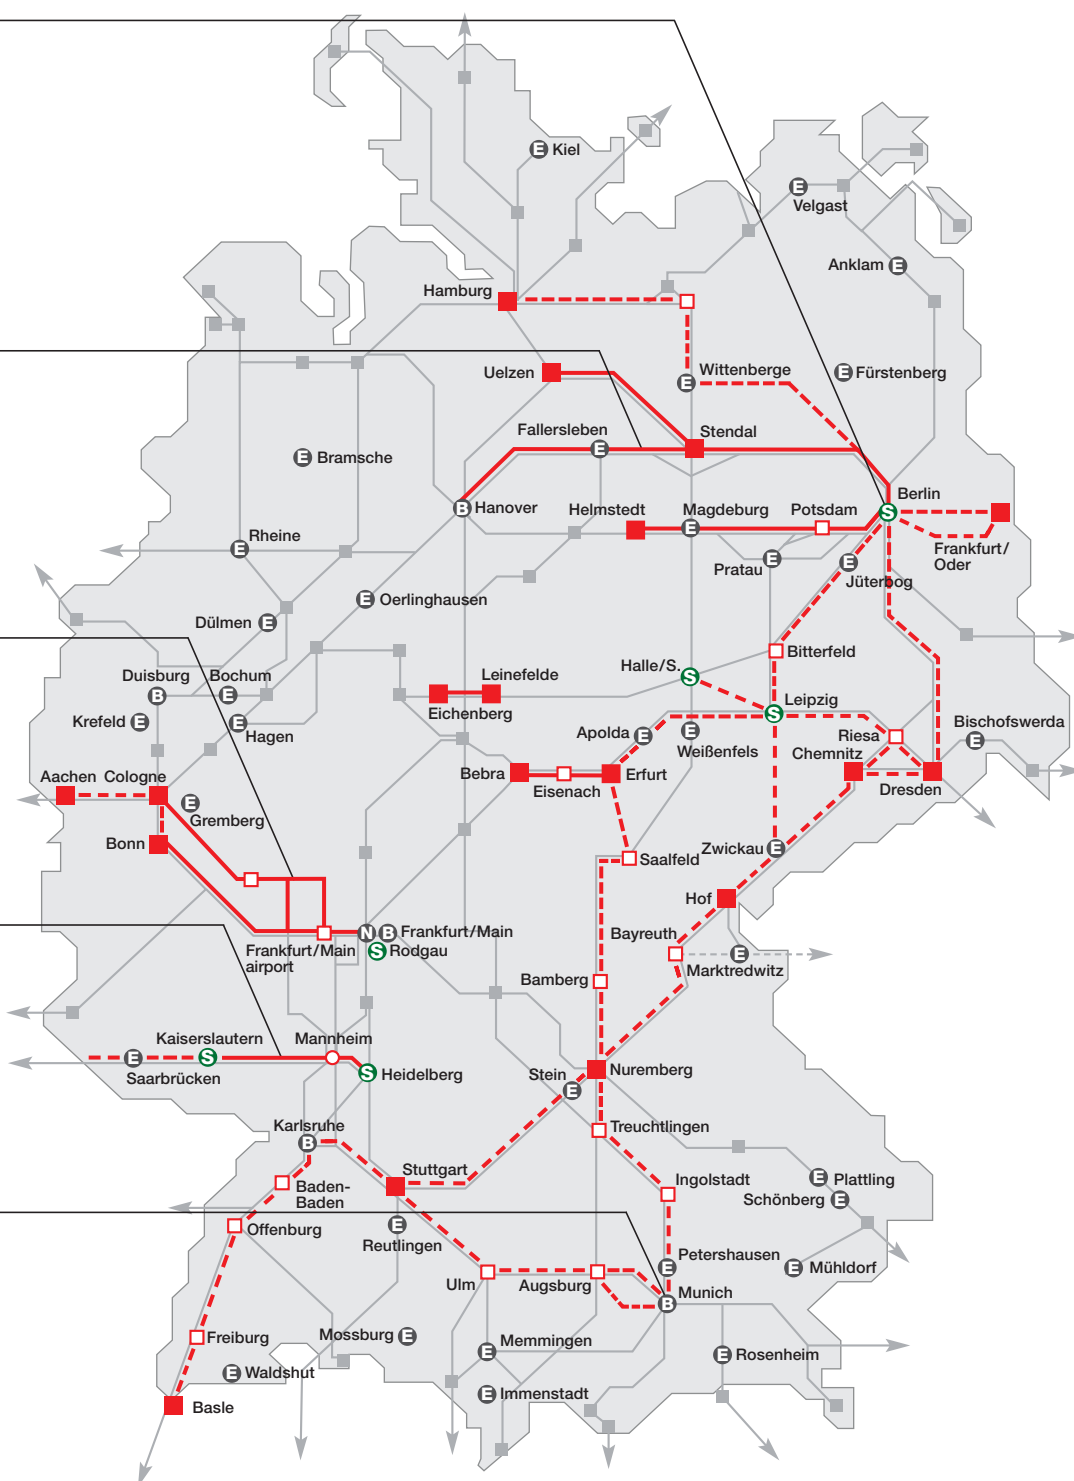 E Kiel
E
Velgast
Anklam E
Hamburg
Wittenberge
E
E Fürstenberg
Uelzen
Fallersleben
E
Stendal
E Bramsche
Berlin
S
B Hanover
Helmstedt
Magdeburg
E
Potsdam
Rheine
E
Frankfurt/
Oder
Pratau E
E
Jüterbog
E Oerlinghausen
Dülmen E
Bitterfeld
Halle/S.
S
Leinefelde
Eichenberg
Duisburg
B
Bochum
E
Leipzig
S
Krefeld E
E
Hagen
Apolda E
E
Weißenfels
Riesa
Bischofswerda
E
Chemnitz
Dresden
Bebra
Eisenach
Erfurt
Aachen
Cologne
E
Gremberg
Bonn
Zwickau E
Saalfeld
Hof
Bayreuth
E
Marktredwitz
N B Frankfurt/Main
Frankfurt/Main
airport
S Rodgau
Bamberg
Kaiserslautern
S
Mannheim
E
Saarbrücken
S Heidelberg
Stein
E
Nuremberg
Karlsruhe
B
Treuchtlingen
Stuttgart
Baden-
Baden
Ingolstadt
E Plattling
Schönberg E
Offenburg
E
Reutlingen
Petershausen
E
E Mühldorf
Ulm
Augsburg
Munich
B
Freiburg
Mossburg E
Memmingen
E
E Rosenheim
E Waldshut
E Immenstadt
Basle